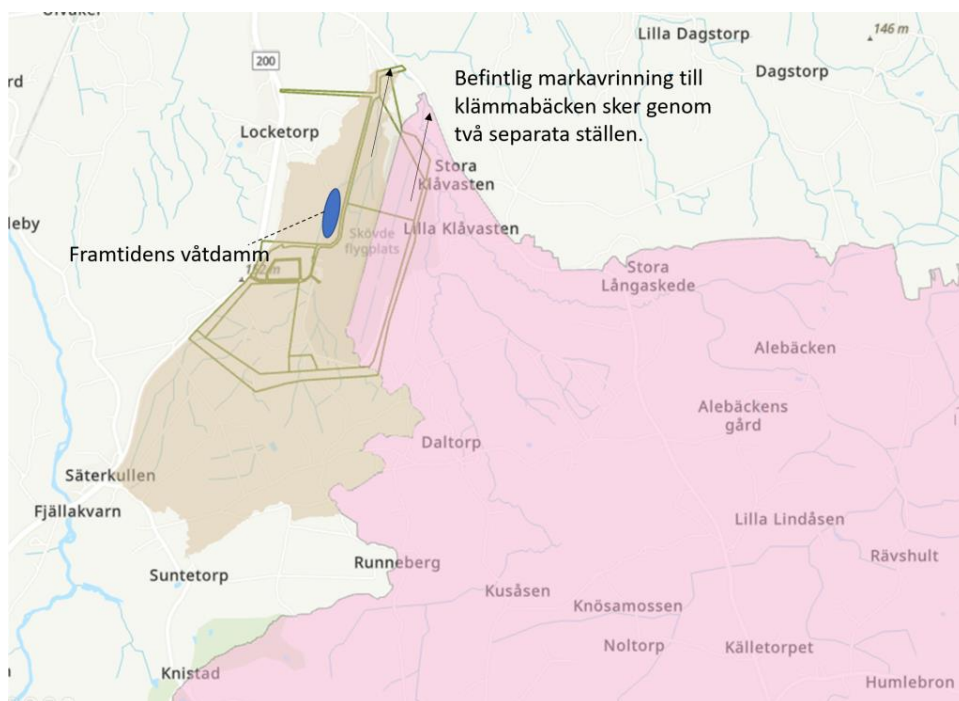 Lilla Dagstorp
146 m
Dagstorp
rd
200
Befintlig markavrinning till
klämmabäcken sker genom
två separata ställen.
Locketorp
Stora
Klåvasten
leby
Skövde
flygplats
Lilla Klåvasten
Framtidens våtdamm
Stora
Långaskede
Alebäcken
Alebäckens
gård
Daltorp
Säterkullen
Fjällakvarn
Lilla Lindåsen
Rävshult
Runneberg
Suntetorp
Kusåsen
Knösamossen
Noltorp
Källetorpet
Knistad
Humlebron